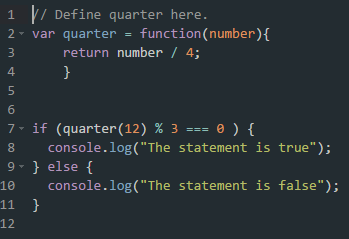 1 // Define quarter here.
2 var quarter = function(number){
3     return number / 4;
4     }
5
6
7 if (quarter(12) % 3 === 0 ) {
8   console.log("The statement is true");
9 } else {
10   console.log("The statement is false");
11 }
12